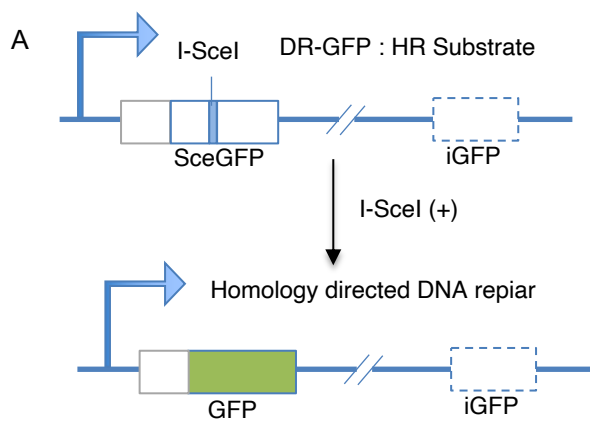 A
I-SceI
DR-GFP : HR Substrate
SceGFP
iGFP
I-SceI (+)
Homology directed DNA repiar
GFP
iGFP